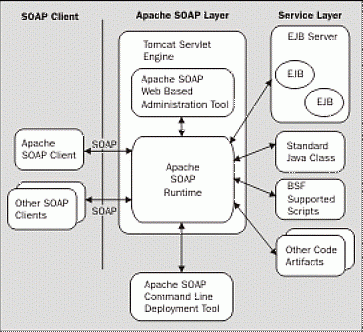 SOAP Client
Apache SOAP Layer
Service Layer
Tomcat Servlet
Engine
Apache SOAP
Web Based
Administration Tool
EJB Server
EJB
EJB
Apache
SOAP Client
SOAP
Other SOAP
Clients
SOAP
Apache
SOAP
Runtime
Standard
Java Class
BSF
Supported
Scripts
Other Code
Artifacts
Apache SOAP
Command Line
Deployment Tool